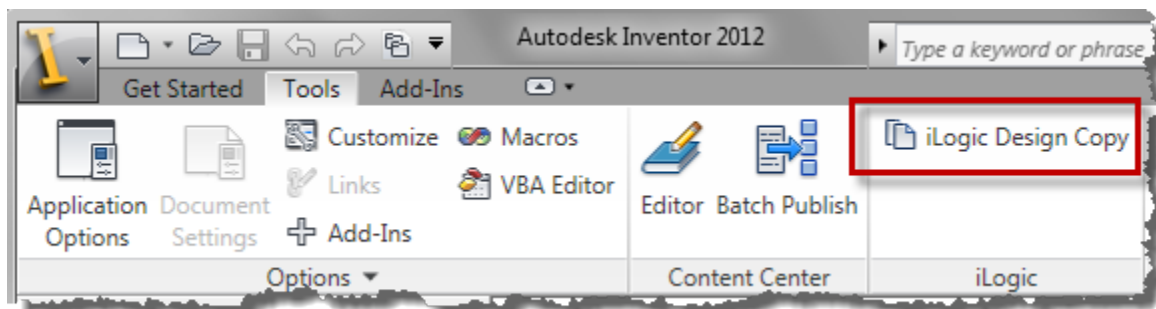 Autodesk Inventor 2012
Type a keyword or phrase
Get Started Tools Add-Ins
Customize Macros iLogic Design Copy
Links VBA Editor
Application Document Editor Batch Publish
Options Settings Add-Ins
Options Content Center iLogic